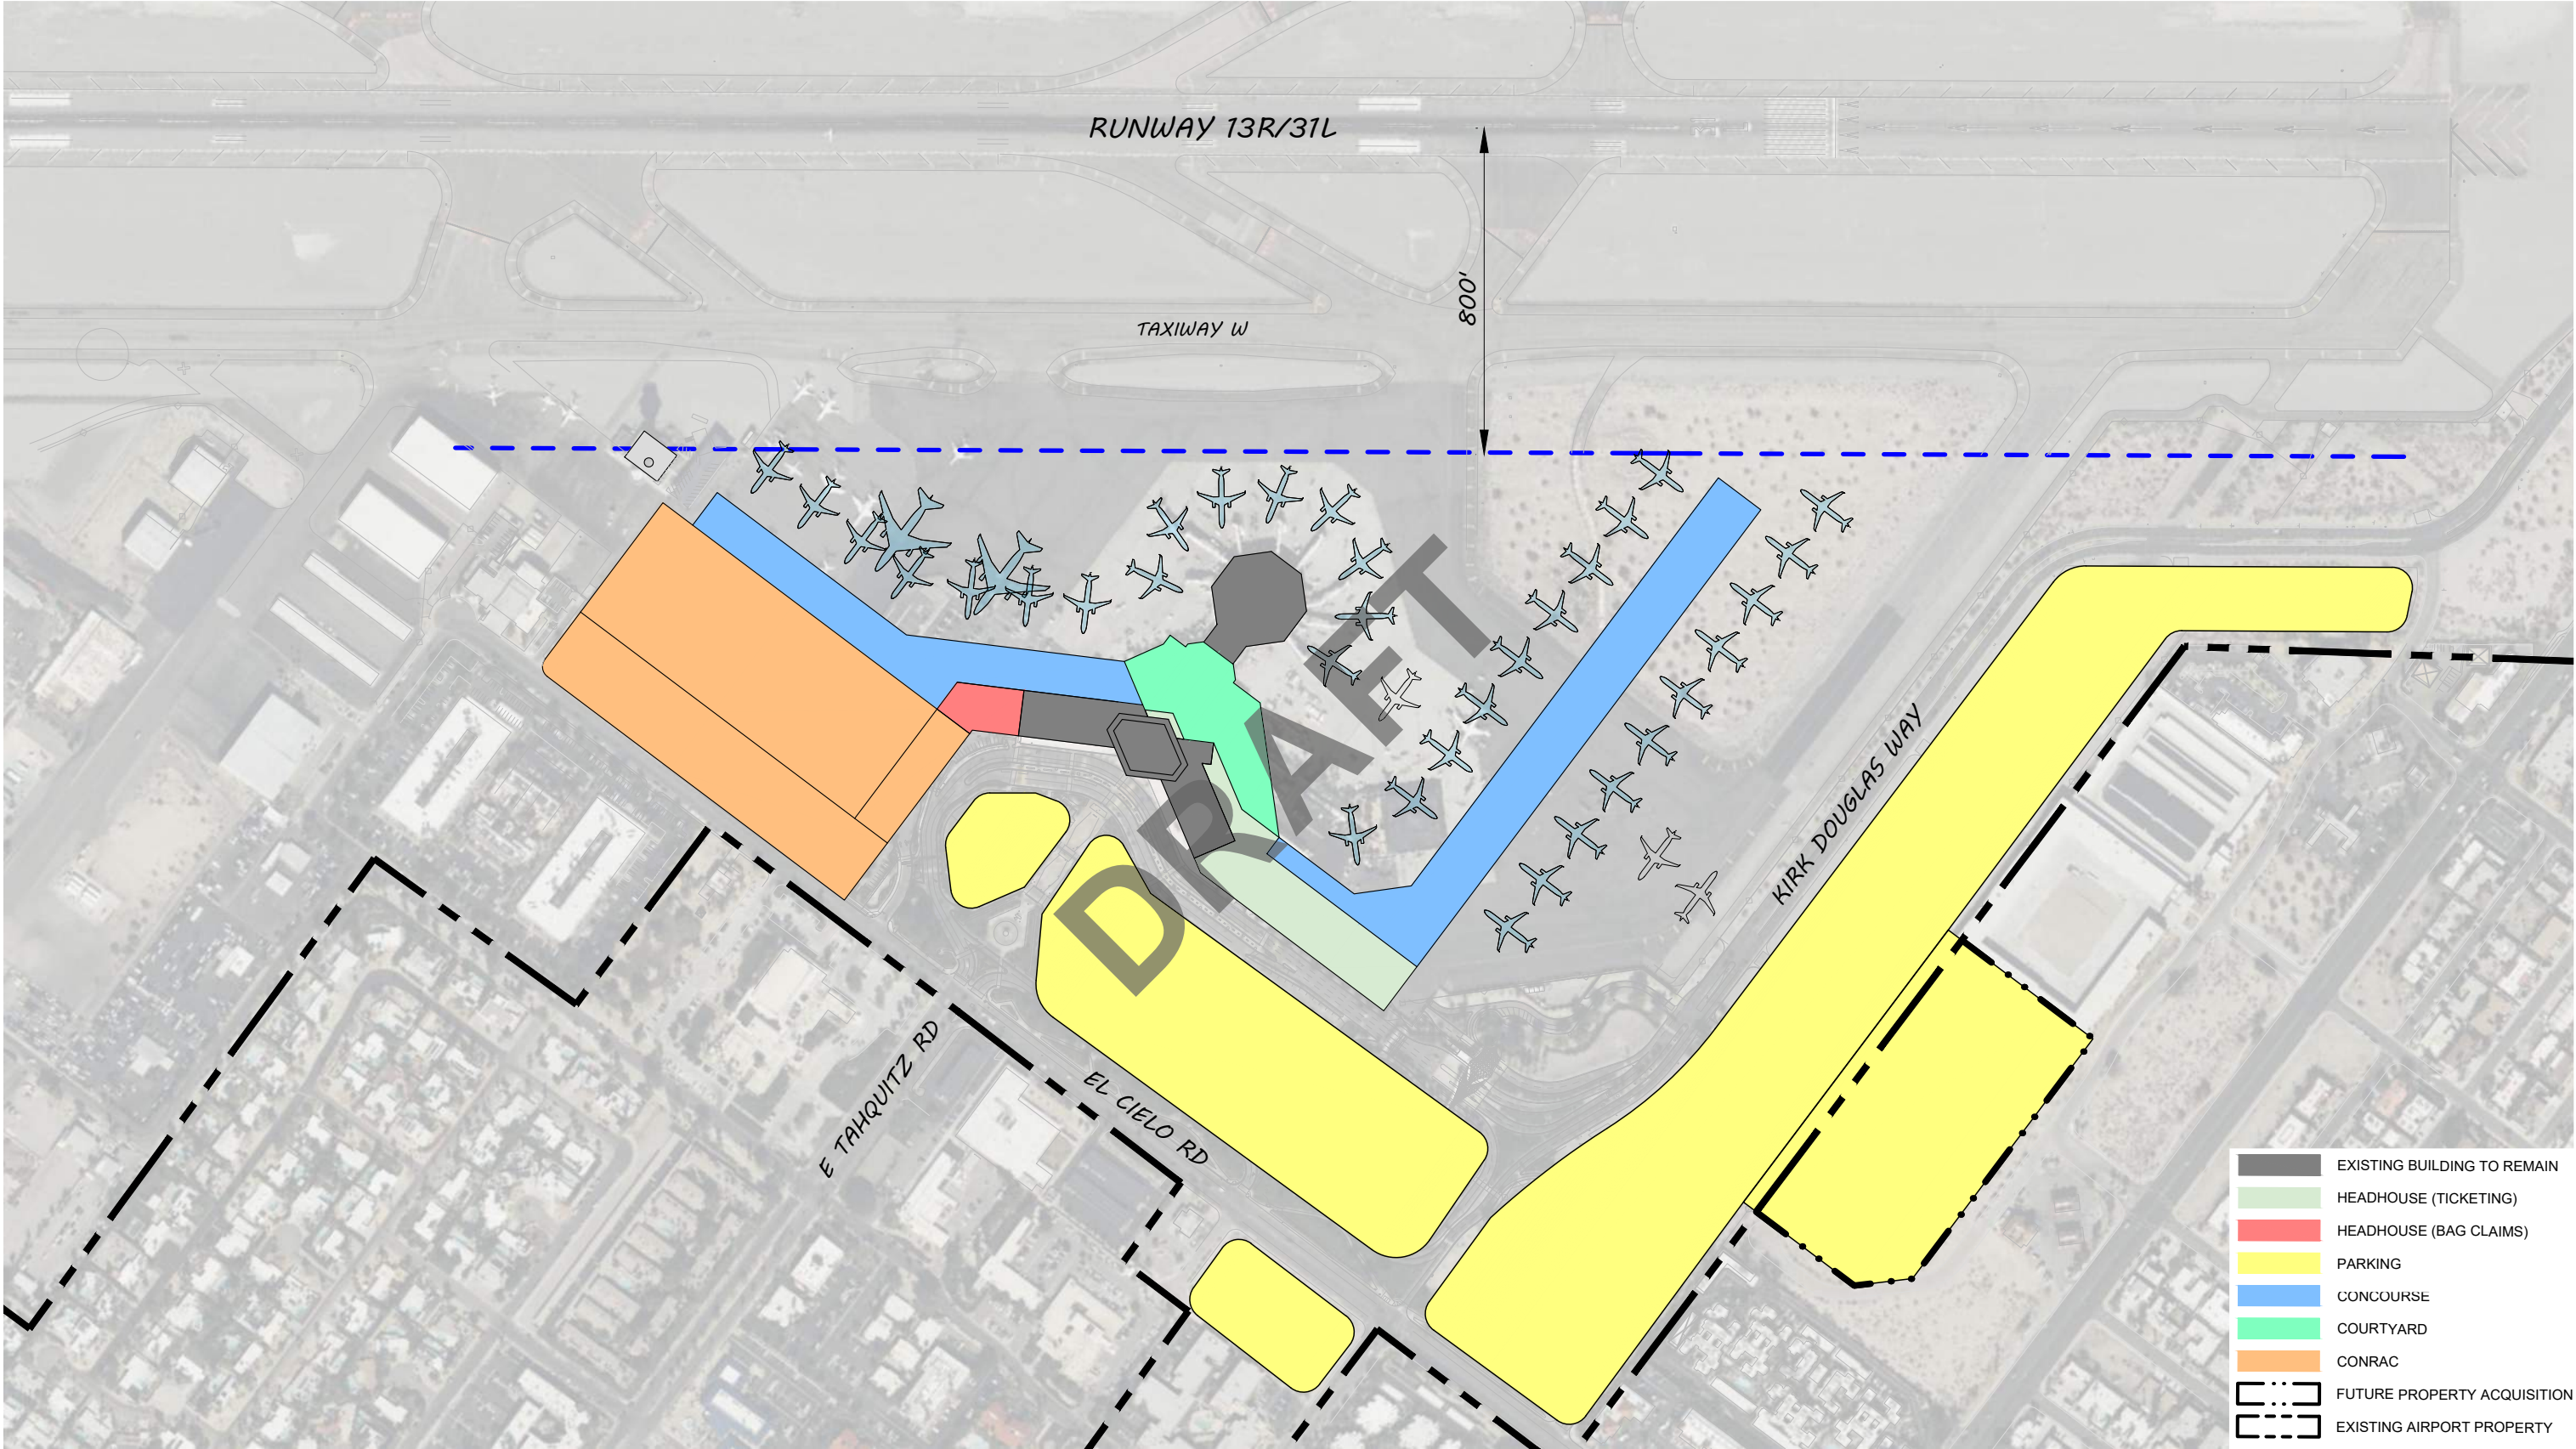 RUNWAY 13R/31L
800'
TAXIWAY W
DRAFT
KIRK DOUGLAS WAY
E TAHQUITZ RD
EL CIELO RD
EXISTING BUILDING TO REMAIN
HEADHOUSE (TICKETING)
HEADHOUSE (BAG CLAIMS)
PARKING
CONCOURSE
COURTYARD
CONRAC
FUTURE PROPERTY ACQUISITION
EXISTING AIRPORT PROPERTY